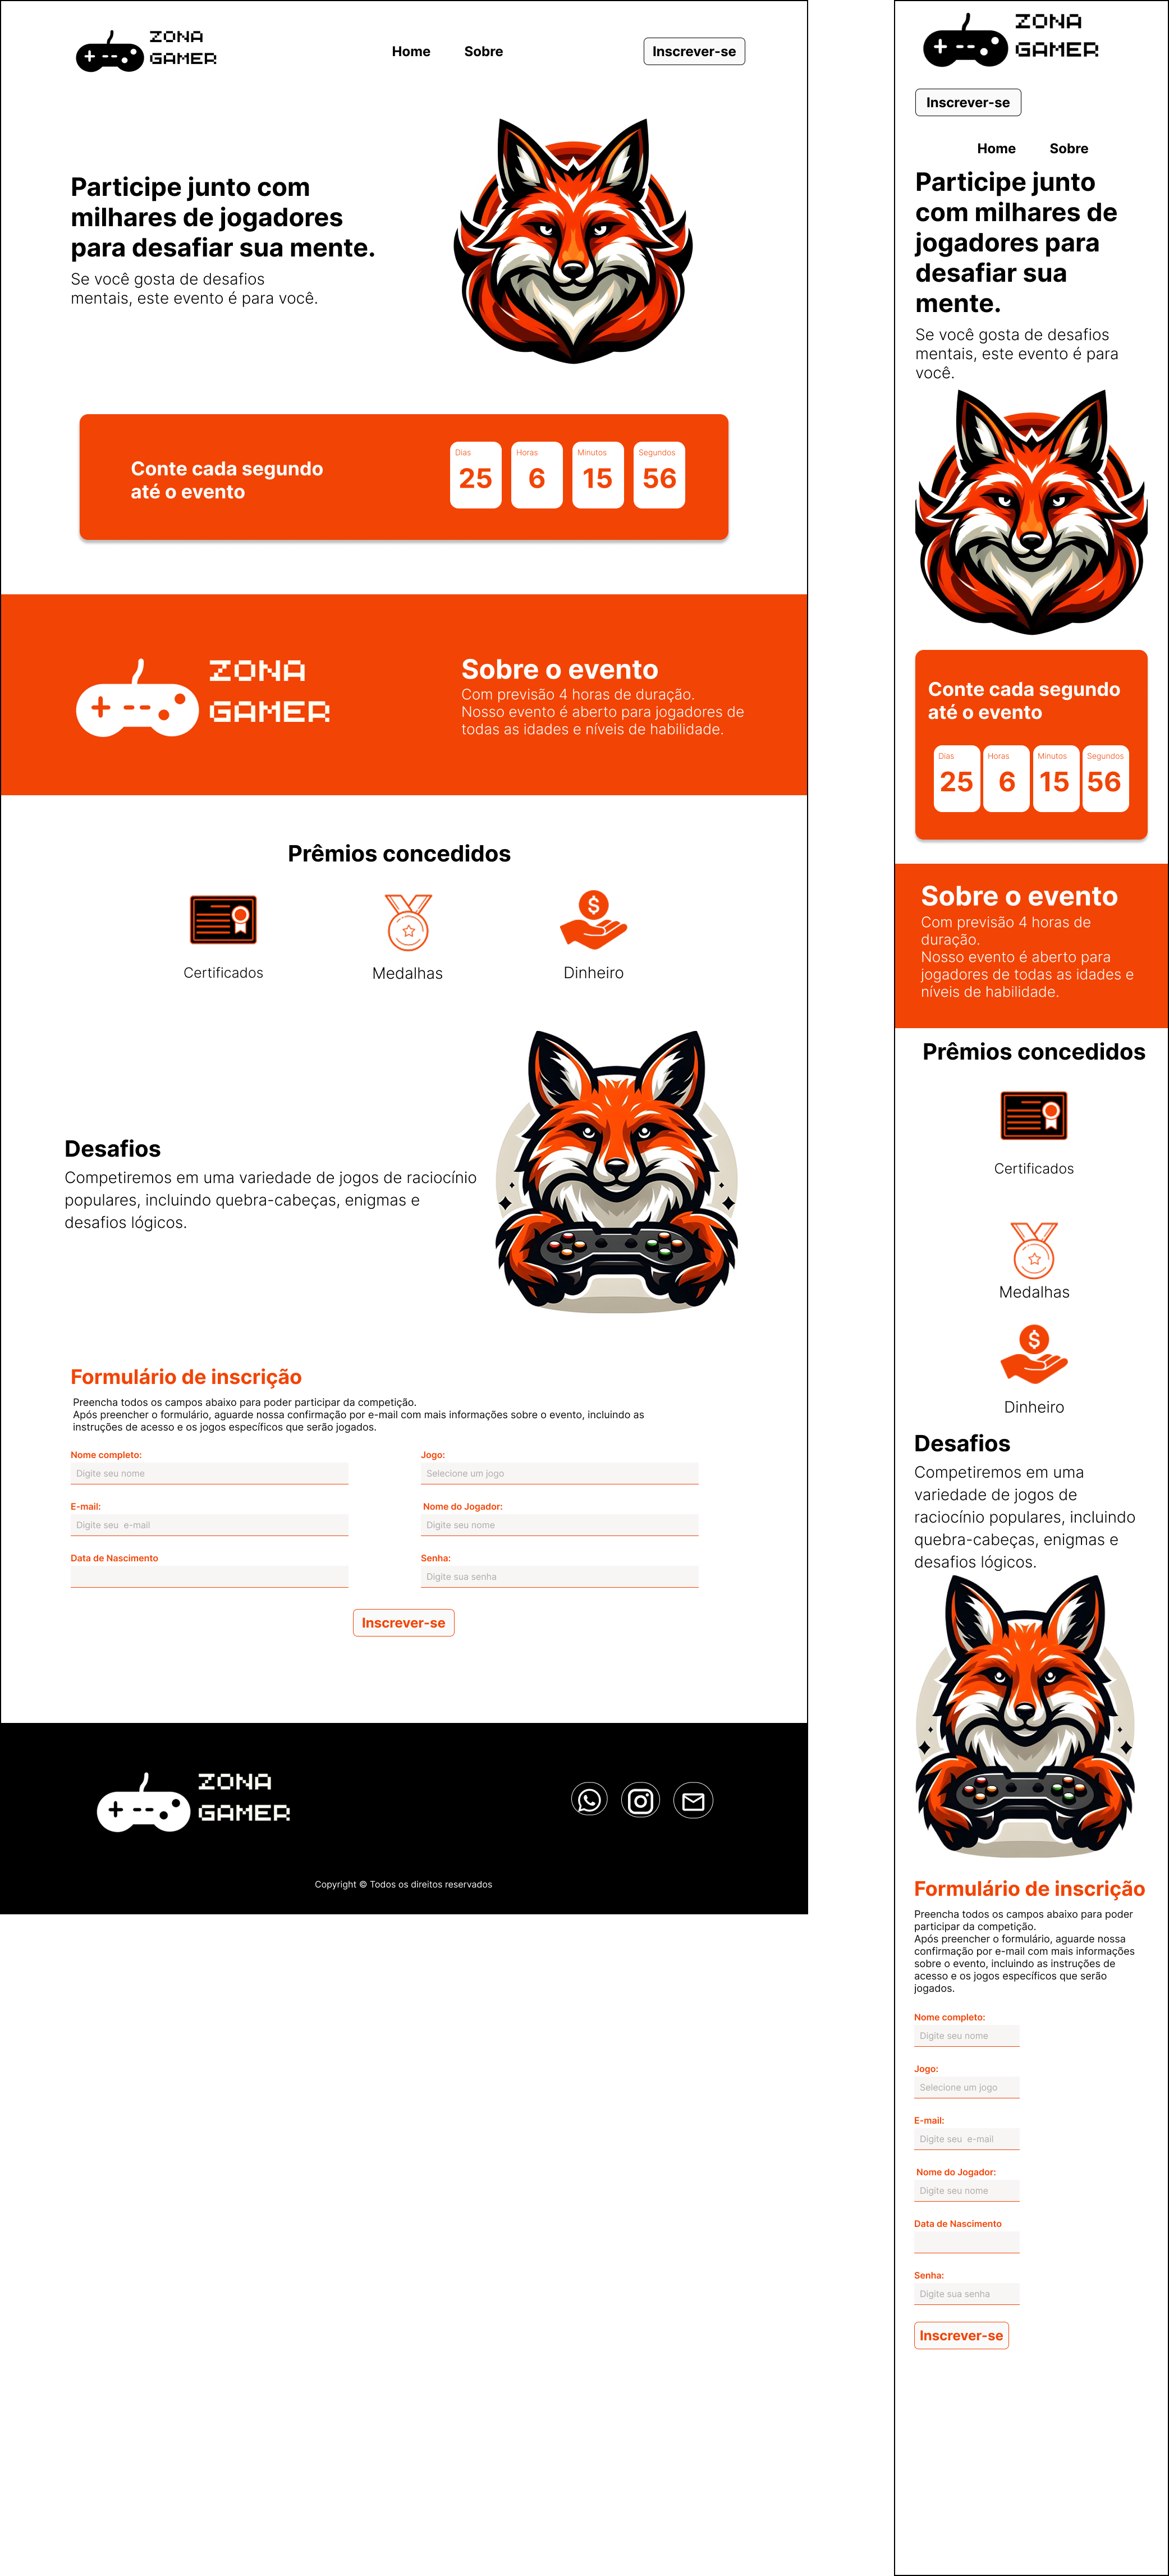 ZONA
GAMER
Home
Sobre
Inscrever-se
Participe junto com
milhares de jogadores
para desafiar sua mente.
Se você gosta de desafios
mentais, este evento é para você.
Conte cada segundo
até o evento
Dias
25
Horas
6
Minutos
15
Segundos
56
ZONA
GAMER
Sobre o evento
Com previsão 4 horas de duração.
Nosso evento é aberto para jogadores de
todas as idades e níveis de habilidade.
Prêmios concedidos
Certificados
Medalhas
$
Dinheiro
Desafios
Competiremos em uma variedade de jogos de raciocínio
populares, incluindo quebra-cabeças, enigmas e
desafios lógicos.
Formulário de inscrição
Preencha todos os campos abaixo para poder participar da competição.
Após preencher o formulário, aguarde nossa confirmação por e-mail com mais informações sobre o evento, incluindo as
instruções de acesso e os jogos específicos que serão jogados.
Nome completo:
Digite seu nome
Jogo:
Selecione um jogo
E-mail:
Digite seu  e-mail
Nome do Jogador:
Digite seu nome
Data de Nascimento
Senha:
Digite sua senha
Inscrever-se
ZONA
GAMER
Copyright © Todos os direitos reservados
ZONA
GAMER
Inscrever-se
Home
Sobre
Participe junto
com milhares de
jogadores para
desafiar sua
mente.
Se você gosta de desafios
mentais, este evento é para
você.
Conte cada segundo
até o evento
Dias
25
Horas
6
Minutos
15
Segundos
56
Sobre o evento
Com previsão 4 horas de
duração.
Nosso evento é aberto para
jogadores de todas as idades e
níveis de habilidade.
Prêmios concedidos
Certificados
Medalhas
$
Dinheiro
Desafios
Competiremos em uma
variedade de jogos de
raciocínio populares, incluindo
quebra-cabeças, enigmas e
desafios lógicos.
Formulário de inscrição
Preencha todos os campos abaixo para poder
participar da competição.
Após preencher o formulário, aguarde nossa
confirmação por e-mail com mais informações
sobre o evento, incluindo as instruções de
acesso e os jogos específicos que serão
jogados.
Nome completo:
Digite seu nome
Jogo:
Selecione um jogo
E-mail:
Digite seu  e-mail
Nome do Jogador:
Digite seu nome
Data de Nascimento
Senha:
Digite sua senha
Inscrever-se